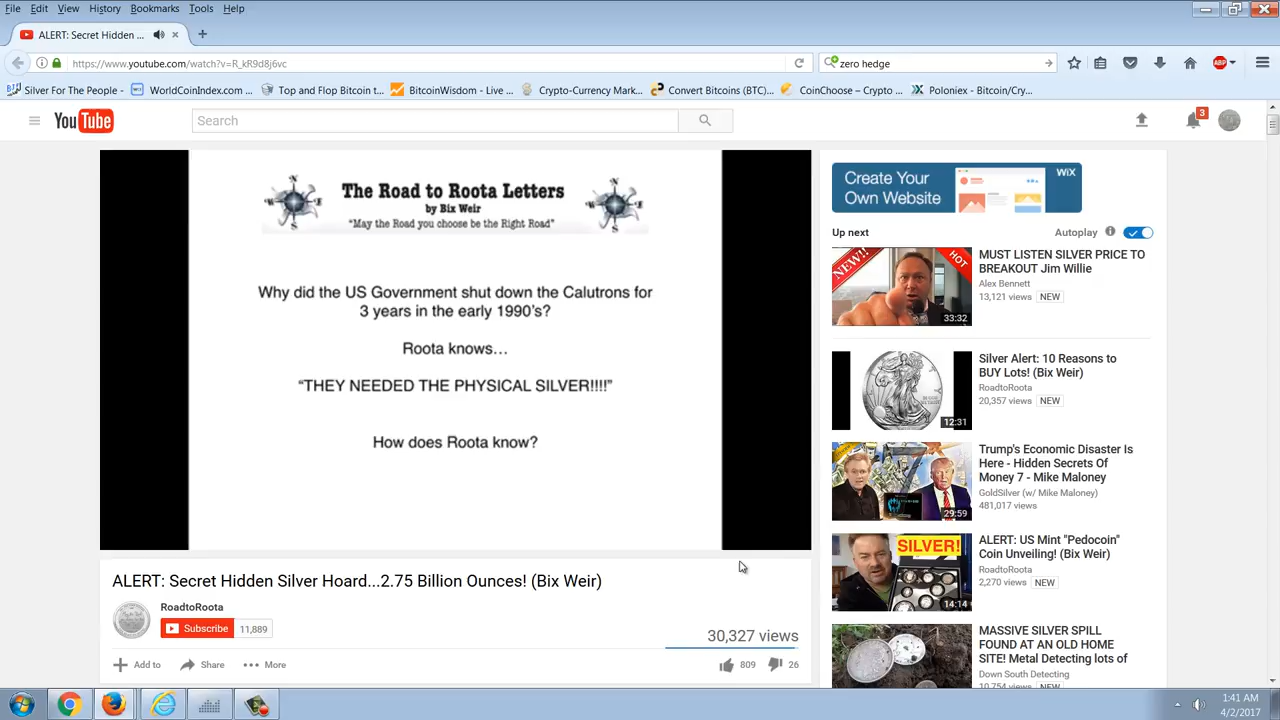 File Edit View History Bookmarks Tools Help
ALERT: Secret Hidden ...
https://www.youtube.com/watch?v=R_kR9d8j6vc
zero hedge
ABP
Silver For The People - ...
WorldCoinIndex.com ...
Top and Flop Bitcoin t...
BitcoinWisdom - Live ...
Crypto-Currency Mark...
Convert Bitcoins (BTC)...
CoinChoose – Crypto ...
Poloniex - Bitcoin/Cry...
YouTube
Search
3
The Road to Roota Letters
by Bix Weir
"May the Road you choose be the Right Road"
Why did the US Government shut down the Calutrons for
3 years in the early 1990's?
Roota knows...
"THEY NEEDED THE PHYSICAL SILVER!!!!"
How does Roota know?
ALERT: Secret Hidden Silver Hoard...2.75 Billion Ounces! (Bix Weir)
RoadtoRoota
Subscribe 11,889
30,327 views
Add to Share More
809 26
Create Your
Own Website
WiX
Up next
Autoplay
NEW!!
HOT
33:32
MUST LISTEN SILVER PRICE TO
BREAKOUT Jim Willie
Alex Bennett
13,121 views NEW
12:31
Silver Alert: 10 Reasons to
BUY Lots! (Bix Weir)
RoadtoRoota
20,357 views NEW
29:59
Trump's Economic Disaster Is
Here - Hidden Secrets Of
Money 7 - Mike Maloney
GoldSilver (w/ Mike Maloney)
481,017 views
SILVER!
14:14
ALERT: US Mint "Pedocoin"
Coin Unveiling! (Bix Weir)
RoadtoRoota
2,270 views NEW
MASSIVE SILVER SPILL
FOUND AT AN OLD HOME
SITE! Metal Detecting lots of
Down South Detecting
10,754 views NEW
1:41 AM
4/2/2017